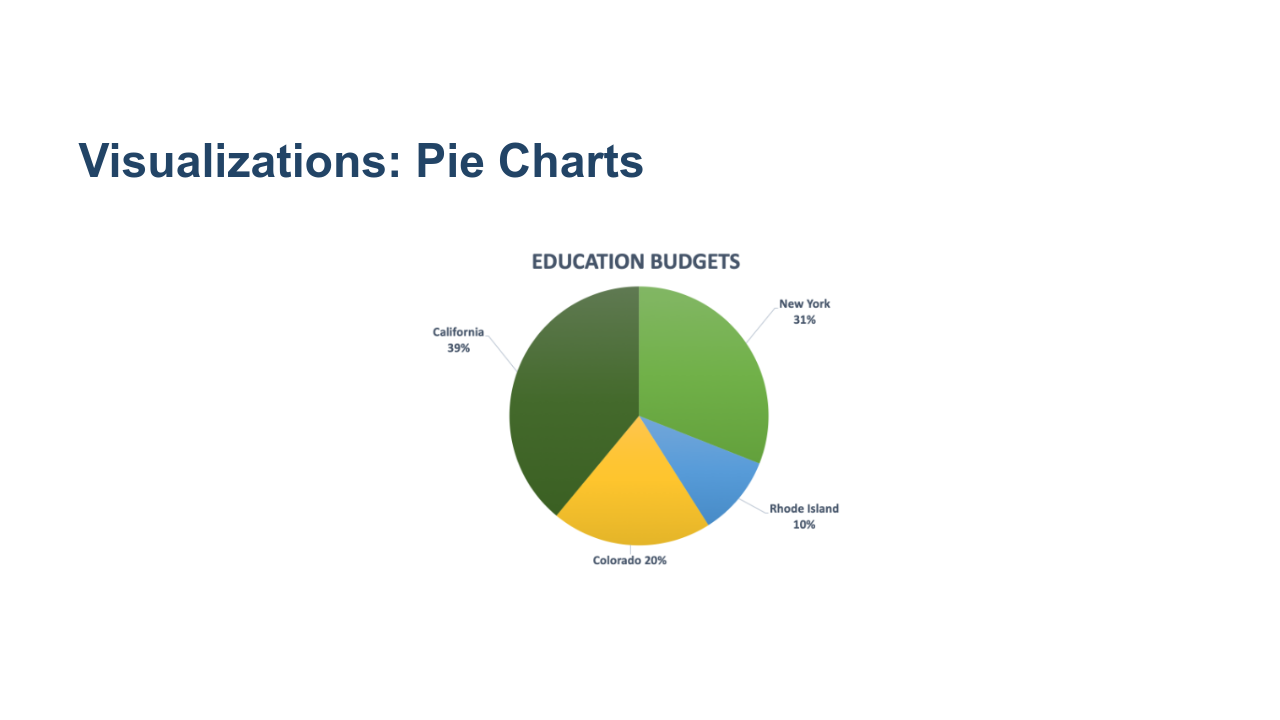 Visualizations: Pie Charts
EDUCATION BUDGETS
New York
31%
California
39%
Rhode Island
10%
Colorado 20%